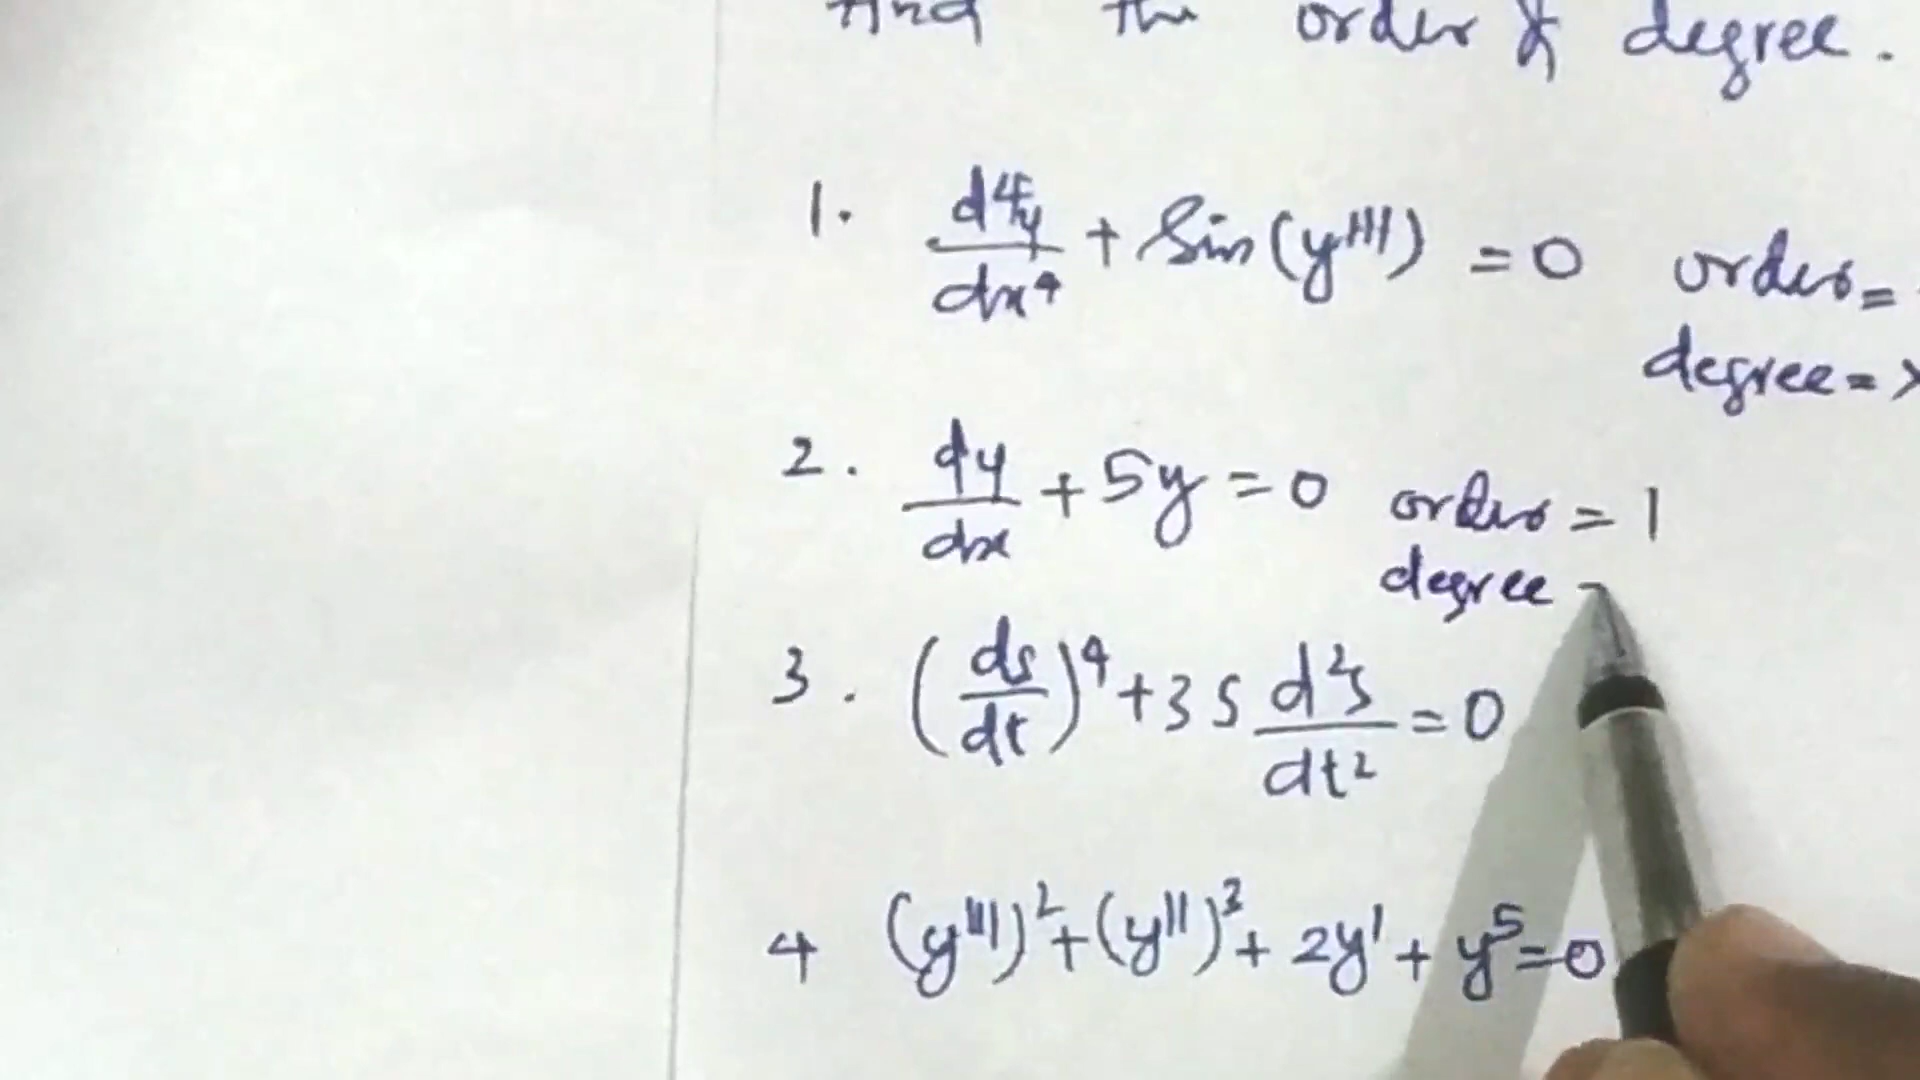 Find the order & degree.
1. d⁴y/dx⁴ + Sin(y''') = 0 order =
degree = x
2. dy/dx + 5y = 0 order = 1
degree -
3. (ds/dt)⁴ + 3s d²s/dt² = 0
4 (y''')² + (y'')³ + 2y' + y⁵ = 0